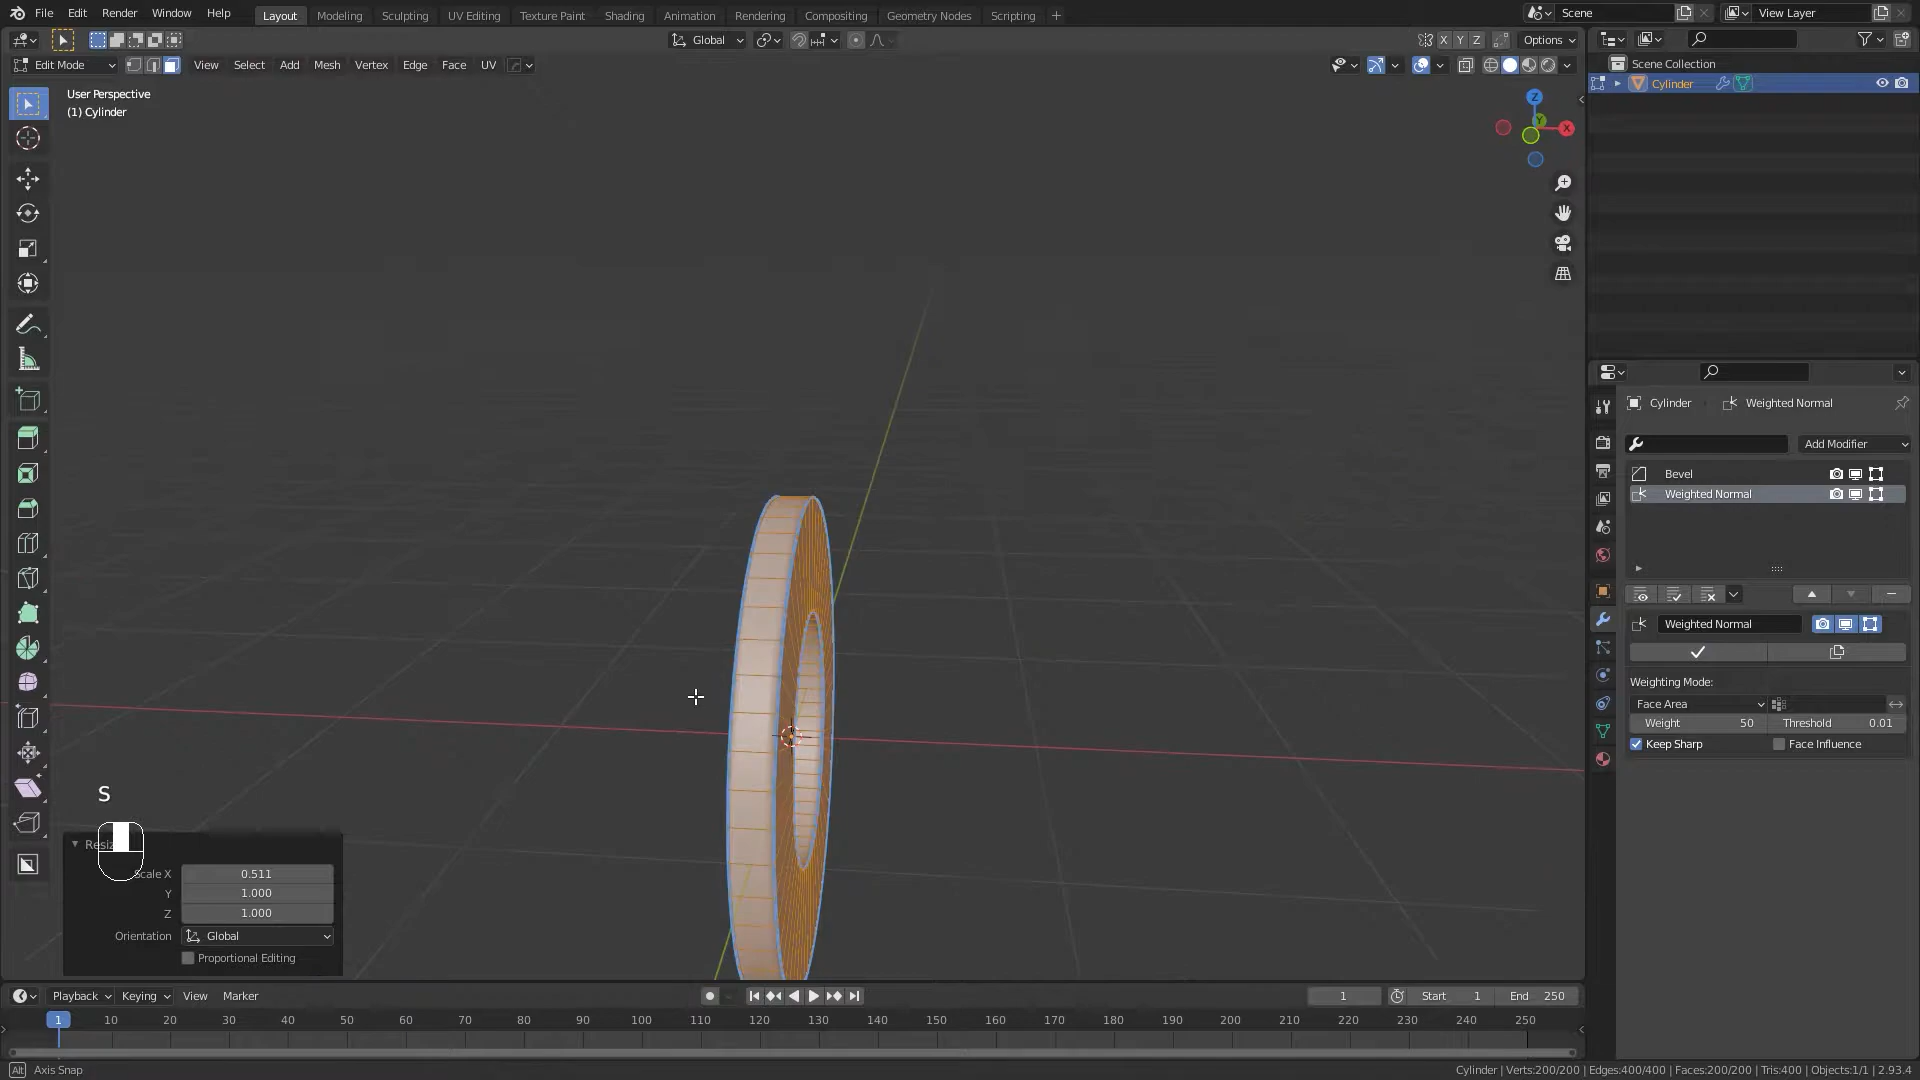 File Edit Render Window Help Layout Modeling Sculpting UV Editing Texture Paint Shading Animation Rendering Compositing Geometry Nodes Scripting + Scene View Layer
Global X Y Z Options
Edit Mode View Select Add Mesh Vertex Edge Face UV
Scene Collection
Cylinder
User Perspective
(1) Cylinder
Z
Y
X
Cylinder Weighted Normal
Add Modifier
Bevel
Weighted Normal
Weighted Normal
Weighting Mode:
Face Area
Weight 50 Threshold 0.01
Keep Sharp Face Influence
S
Scale X 0.511
Y 1.000
Z 1.000
Orientation Global
Proportional Editing
Playback Keying View Marker 1 Start 1 End 250
1 10 20 30 40 50 60 70 80 90 100 110 120 130 140 150 160 170 180 190 200 210 220 230 240 250
Alt Axis Snap
Cylinder | Verts:200/200 | Edges:400/400 | Faces:200/200 | Tris:400 | Objects:1/1 | 2.93.4